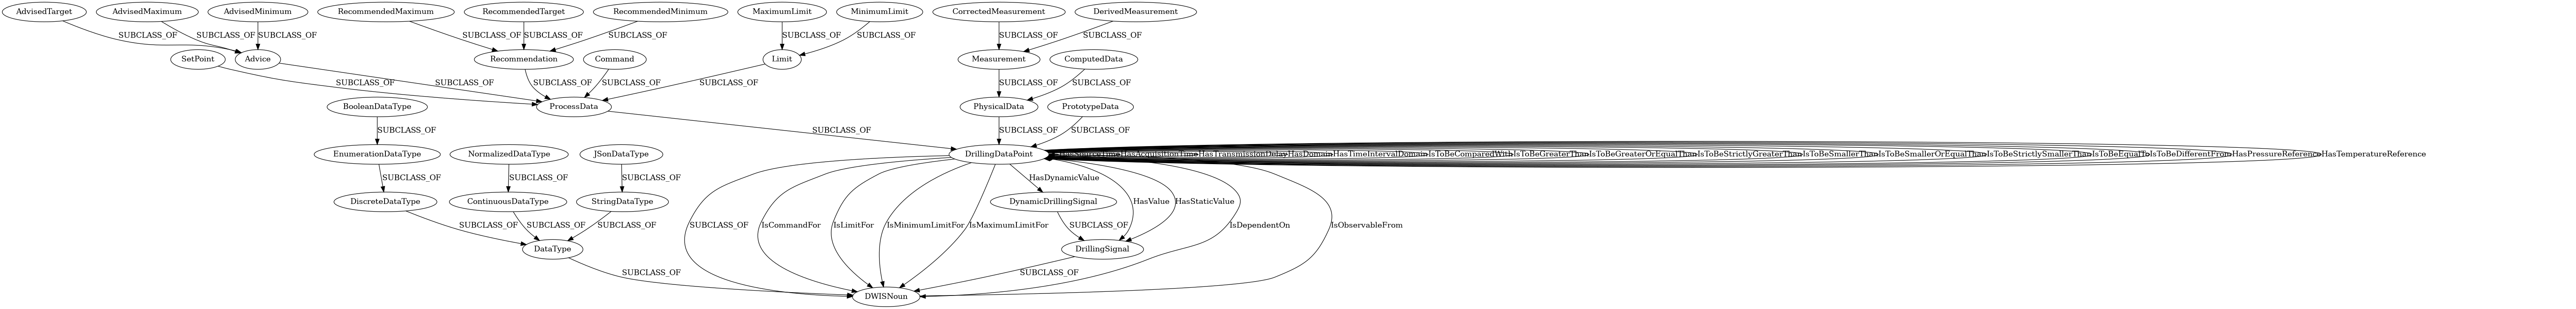 AdvisedTarget AdvisedMaximum AdvisedMinimum RecommendedMaximum RecommendedTarget RecommendedMinimum MaximumLimit MinimumLimit CorrectedMeasurement DerivedMeasurement
SUBCLASS_OF SUBCLASS_OF SUBCLASS_OF SUBCLASS_OF SUBCLASS_OF SUBCLASS_OF SUBCLASS_OF SUBCLASS_OF SUBCLASS_OF SUBCLASS_OF
SetPoint Advice Recommendation Command Limit Measurement ComputedData
SUBCLASS_OF SUBCLASS_OF SUBCLASS_OF SUBCLASS_OF SUBCLASS_OF SUBCLASS_OF SUBCLASS_OF
BooleanDataType ProcessData PhysicalData PrototypeData
SUBCLASS_OF SUBCLASS_OF SUBCLASS_OF SUBCLASS_OF
EnumerationDataType NormalizedDataType JSonDataType DrillingDataPoint HasTransmissionDelay HasDomain HasTimeIntervalDomain IsToBeComparedWith IsToBeGreaterThan IsToBeGreaterOrEqualThan IsToBeStrictlyGreaterThan IsToBeSmallerThan IsToBeSmallerOrEqualThan IsToBeStrictlySmallerThan IsToBeEqualTo IsToBeDifferentFrom HasPressureReference HasTemperatureReference
SUBCLASS_OF SUBCLASS_OF SUBCLASS_OF HasDynamicValue
DiscreteDataType ContinuousDataType StringDataType DynamicDrillingSignal HasValue HasStaticValue
SUBCLASS_OF SUBCLASS_OF SUBCLASS_OF SUBCLASS_OF IsCommandFor IsLimitFor IsMinimumLimitFor IsMaximumLimitFor SUBCLASS_OF IsDependentOn IsObservableFrom
DataType DrillingSignal
SUBCLASS_OF SUBCLASS_OF
DWISNoun